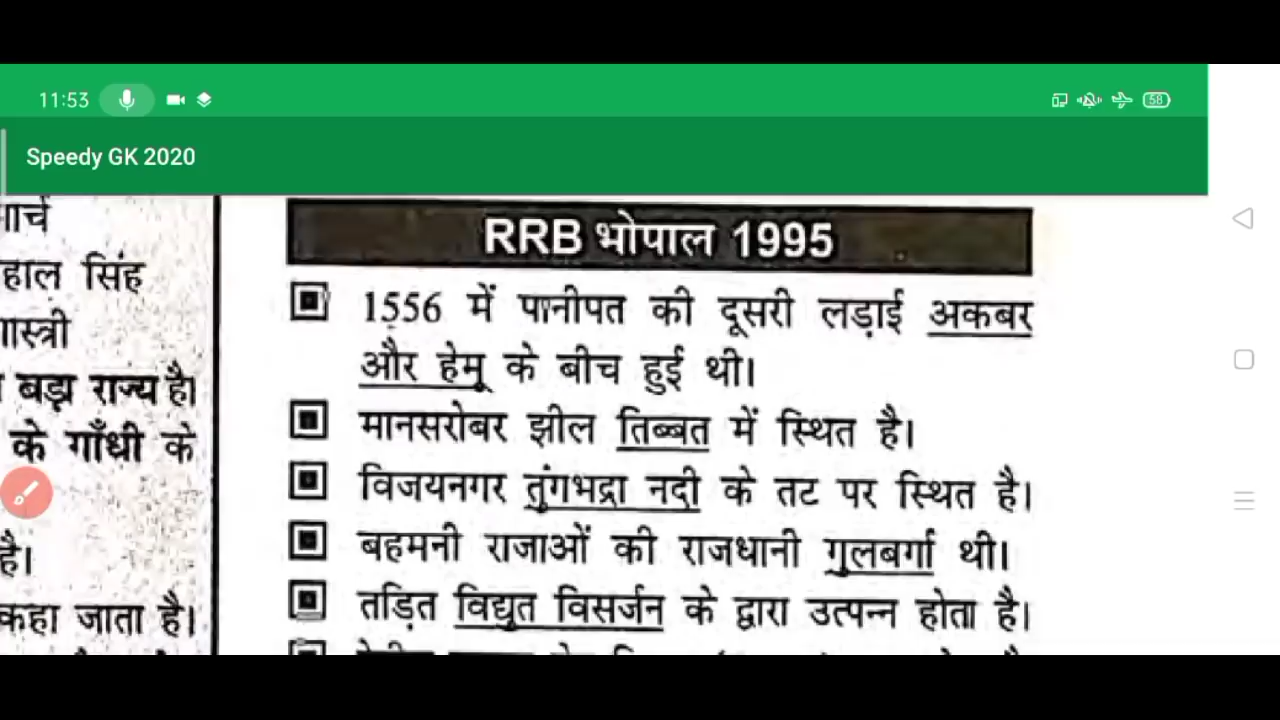 11:53
58
Speedy GK 2020
हाल सिंह
बड़ा राज्य है।
के गाँधी के
है।
कहा जाता है।
RRB भोपाल 1995
1556 में पानीपत की दूसरी लड़ाई अकबर
और हेमू के बीच हुई थी।
मानसरोबर झील तिब्बत में स्थित है।
विजयनगर तुंगभद्रा नदी के तट पर स्थित है।
बहमनी राजाओं की राजधानी गुलबर्गा थी।
तड़ित विद्युत विसर्जन के द्वारा उत्पन्न होता है।